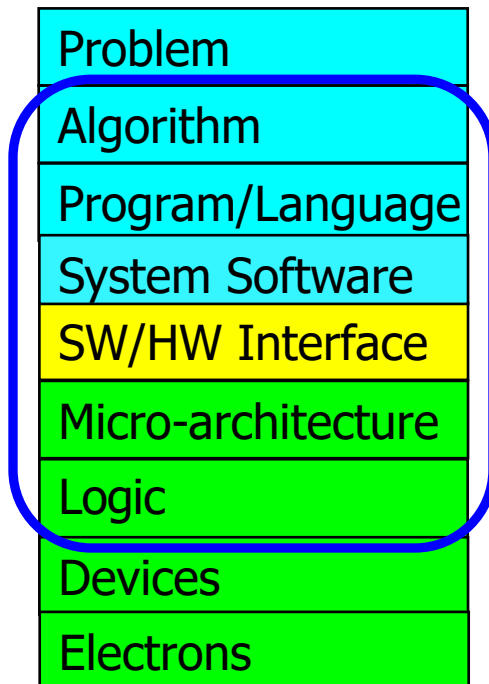 Problem
Algorithm
Program/Language
System Software
SW/HW Interface
Micro-architecture
Logic
Devices
Electrons